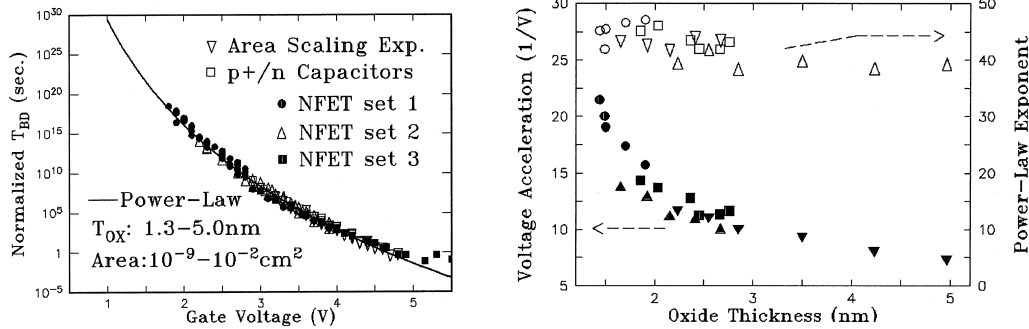 Normalized T_BD (sec.)
10^30
10^25
10^20
10^15
10^10
10^5
1
10^-5
▽ Area Scaling Exp.
□ p+/n Capacitors
● NFET set 1
△ NFET set 2
■ NFET set 3
—Power-Law
T_OX: 1.3-5.0nm
Area:10^-9-10^-2cm^2
1 2 3 4 5
Gate Voltage (V)
Voltage Acceleration (1/V)
30
25
20
15
10
5
50
40
30
20
10
0
Power-Law Exponent
2 3 4 5
Oxide Thickness (nm)